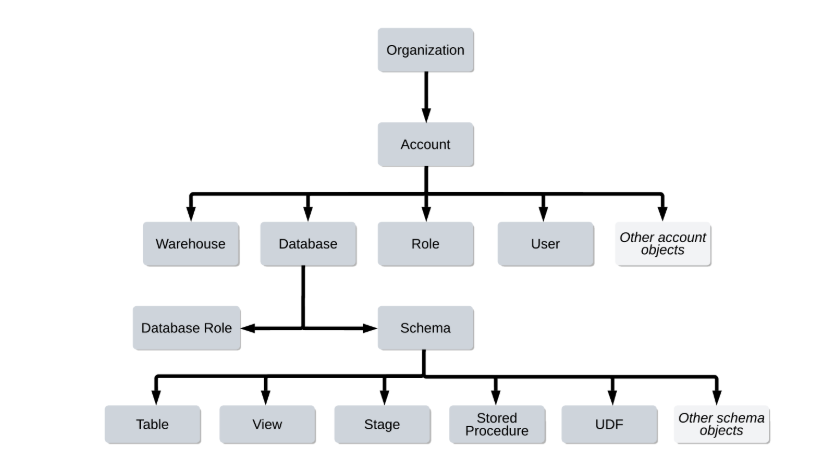 Organization
Account
Warehouse
Database
Role
User
Other account
objects
Database Role
Schema
Table
View
Stage
Stored
Procedure
UDF
Other schema
objects